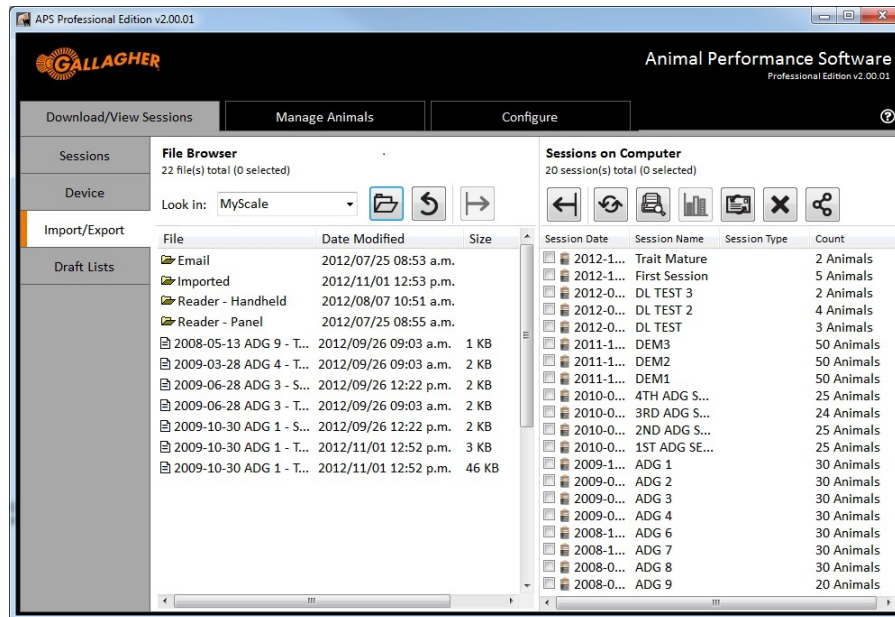 APS Professional Edition v2.00.01
GALLAGHER
Animal Performance Software
Professional Edition v2.00.01
Download/View Sessions
Manage Animals
Configure
Sessions
Device
Import/Export
Draft Lists
File Browser
22 file(s) total (0 selected)
Look in: MyScale
File Date Modified Size
Email 2012/07/25 08:53 a.m.
Imported 2012/11/01 12:53 p.m.
Reader - Handheld 2012/08/07 10:51 a.m.
Reader - Panel 2012/07/25 08:55 a.m.
2008-05-13 ADG 9 - T... 2012/09/26 09:03 a.m. 1 KB
2009-03-28 ADG 4 - T... 2012/09/26 09:03 a.m. 2 KB
2009-06-28 ADG 3 - S... 2012/09/26 12:22 p.m. 2 KB
2009-06-28 ADG 3 - T... 2012/09/26 09:03 a.m. 2 KB
2009-10-30 ADG 1 - S... 2012/09/26 12:22 p.m. 2 KB
2009-10-30 ADG 1 - T... 2012/11/01 12:52 p.m. 3 KB
2009-10-30 ADG 1 - T... 2012/11/01 12:52 p.m. 46 KB
Sessions on Computer
20 session(s) total (0 selected)
Session Date Session Name Session Type Count
2012-1... Trait Mature 2 Animals
2012-1... First Session 5 Animals
2012-0... DL TEST 3 2 Animals
2012-0... DL TEST 2 4 Animals
2012-0... DL TEST 3 Animals
2011-1... DEM3 50 Animals
2011-1... DEM2 50 Animals
2011-1... DEM1 50 Animals
2010-0... 4TH ADG S... 25 Animals
2010-0... 3RD ADG S... 24 Animals
2010-0... 2ND ADG S... 25 Animals
2010-0... 1ST ADG SE... 25 Animals
2009-1... ADG 1 30 Animals
2009-0... ADG 2 30 Animals
2009-0... ADG 3 30 Animals
2009-0... ADG 4 30 Animals
2008-1... ADG 6 30 Animals
2008-1... ADG 7 30 Animals
2008-0... ADG 8 30 Animals
2008-0... ADG 9 20 Animals